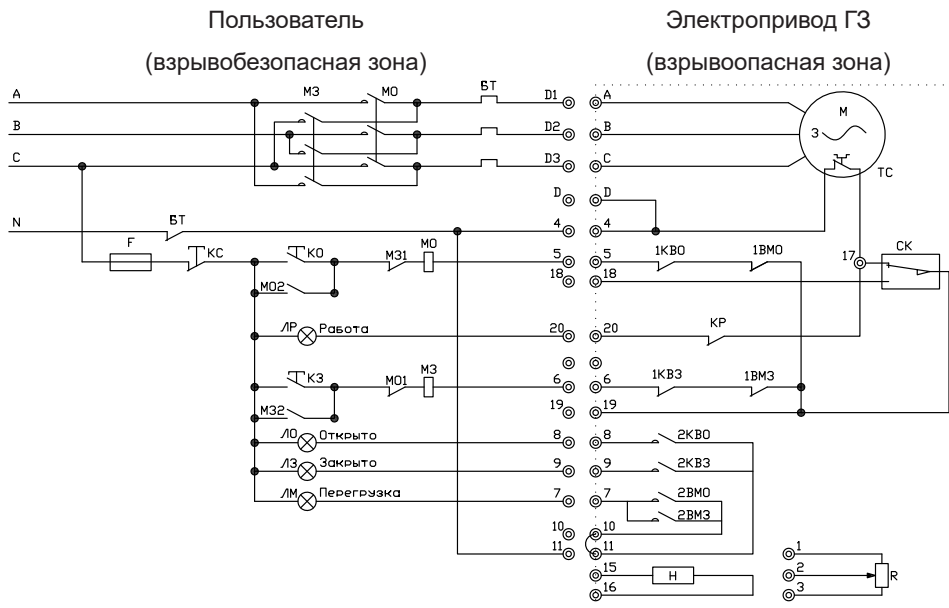 Пользователь
(взрывобезопасная зона)
Электропривод ГЗ
(взрывоопасная зона)
A МЗ МО БТ D1 A
M
B D2 B 3
C D3 C
ТС
D D
N БТ 4 4
F КС КО МЗ1 МО 5 5 1КВО 1ВМО 17 СК
МО2 18 18
ЛР Работа 20 20 КР
КЗ МО1 МЗ 6 6 1КВЗ 1ВМЗ
МЗ2 19 19
ЛО Открыто 8 8 2КВО
ЛЗ Закрыто 9 9 2КВЗ
ЛМ Перегрузка 7 7 2ВМО
2ВМЗ
10 10
11 11 1
15 Н 2 R
16 3